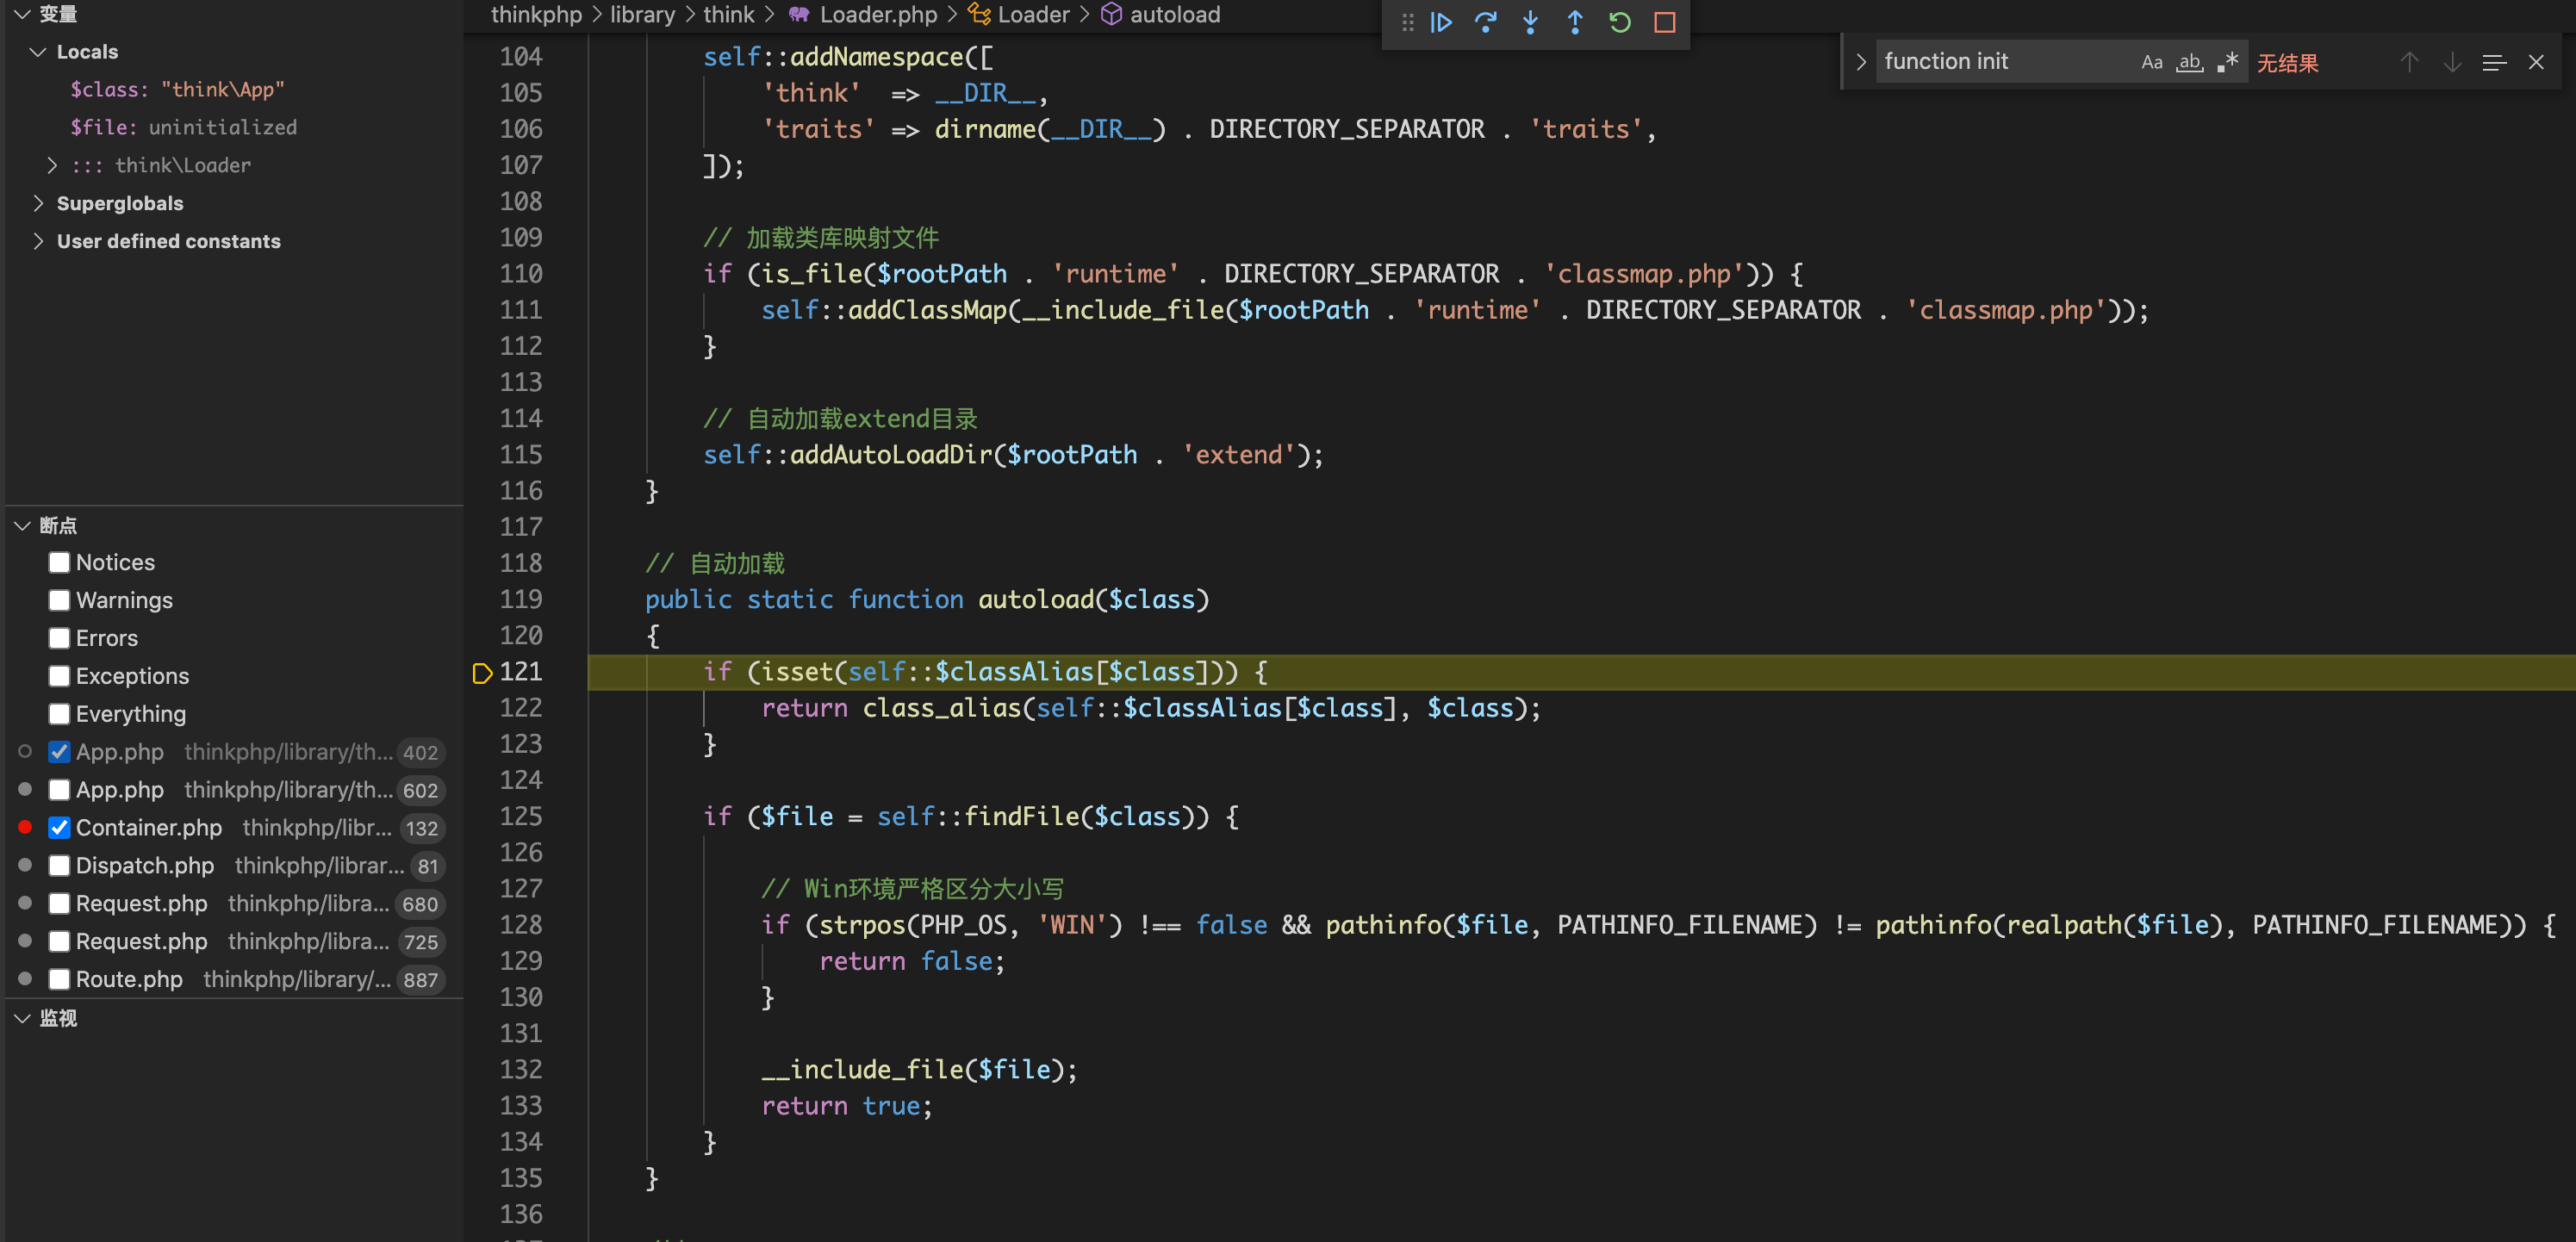 变量
Locals
$class: "think\App"
$file: uninitialized
::: think\Loader
Superglobals
User defined constants
断点
Notices
Warnings
Errors
Exceptions
Everything
App.php thinkphp/library/th... 402
App.php thinkphp/library/th... 602
Container.php thinkphp/libr... 132
Dispatch.php thinkphp/librar... 81
Request.php thinkphp/libra... 680
Request.php thinkphp/libra... 725
Route.php thinkphp/library/... 887
监视
thinkphp > library > think > Loader.php > Loader > autoload
function init Aa ab .* 无结果
104 self::addNamespace([
105 'think'  => __DIR__,
106 'traits' => dirname(__DIR__) . DIRECTORY_SEPARATOR . 'traits',
107 ]);
108
109 // 加载类库映射文件
110 if (is_file($rootPath . 'runtime' . DIRECTORY_SEPARATOR . 'classmap.php')) {
111 self::addClassMap(__include_file($rootPath . 'runtime' . DIRECTORY_SEPARATOR . 'classmap.php'));
112 }
113
114 // 自动加载extend目录
115 self::addAutoLoadDir($rootPath . 'extend');
116 }
117
118 // 自动加载
119 public static function autoload($class)
120 {
121 if (isset(self::$classAlias[$class])) {
122 return class_alias(self::$classAlias[$class], $class);
123 }
124
125 if ($file = self::findFile($class)) {
126
127 // Win环境严格区分大小写
128 if (strpos(PHP_OS, 'WIN') !== false && pathinfo($file, PATHINFO_FILENAME) != pathinfo(realpath($file), PATHINFO_FILENAME)) {
129 return false;
130 }
131
132 __include_file($file);
133 return true;
134 }
135 }
136